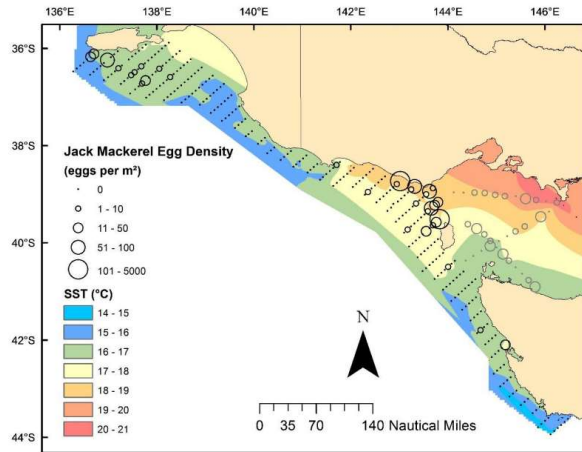 136°E 138°E 140°E 142°E 144°E 146°E
36°S
38°S
40°S
42°S
44°S
Jack Mackerel Egg Density
(eggs per m²)
0
1 - 10
11 - 50
51 - 100
101 - 5000
SST (°C)
14 - 15
15 - 16
16 - 17
17 - 18
18 - 19
19 - 20
20 - 21
N
0 35 70 140 Nautical Miles